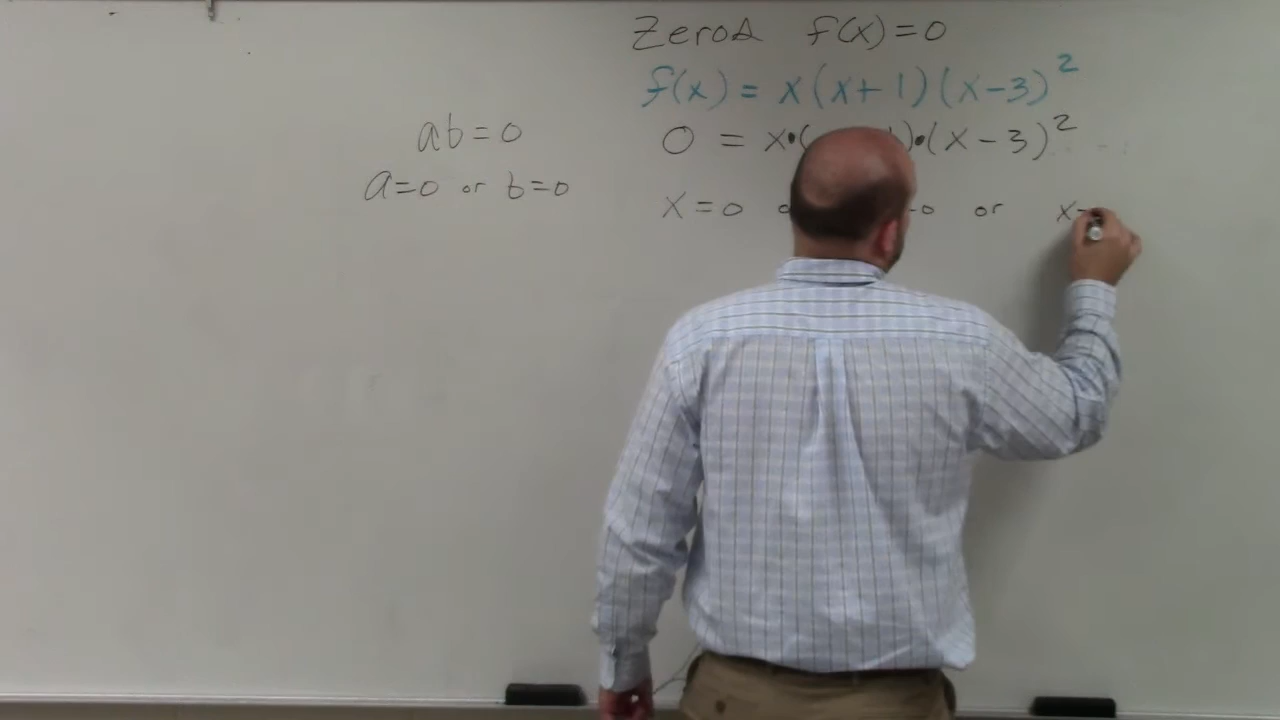 Zeros f(x)=0
f(x) = x(x+1)(x-3)²
0 = x•( )•(x-3)²
ab=0
a=0 or b=0
x=0 =0 or x-